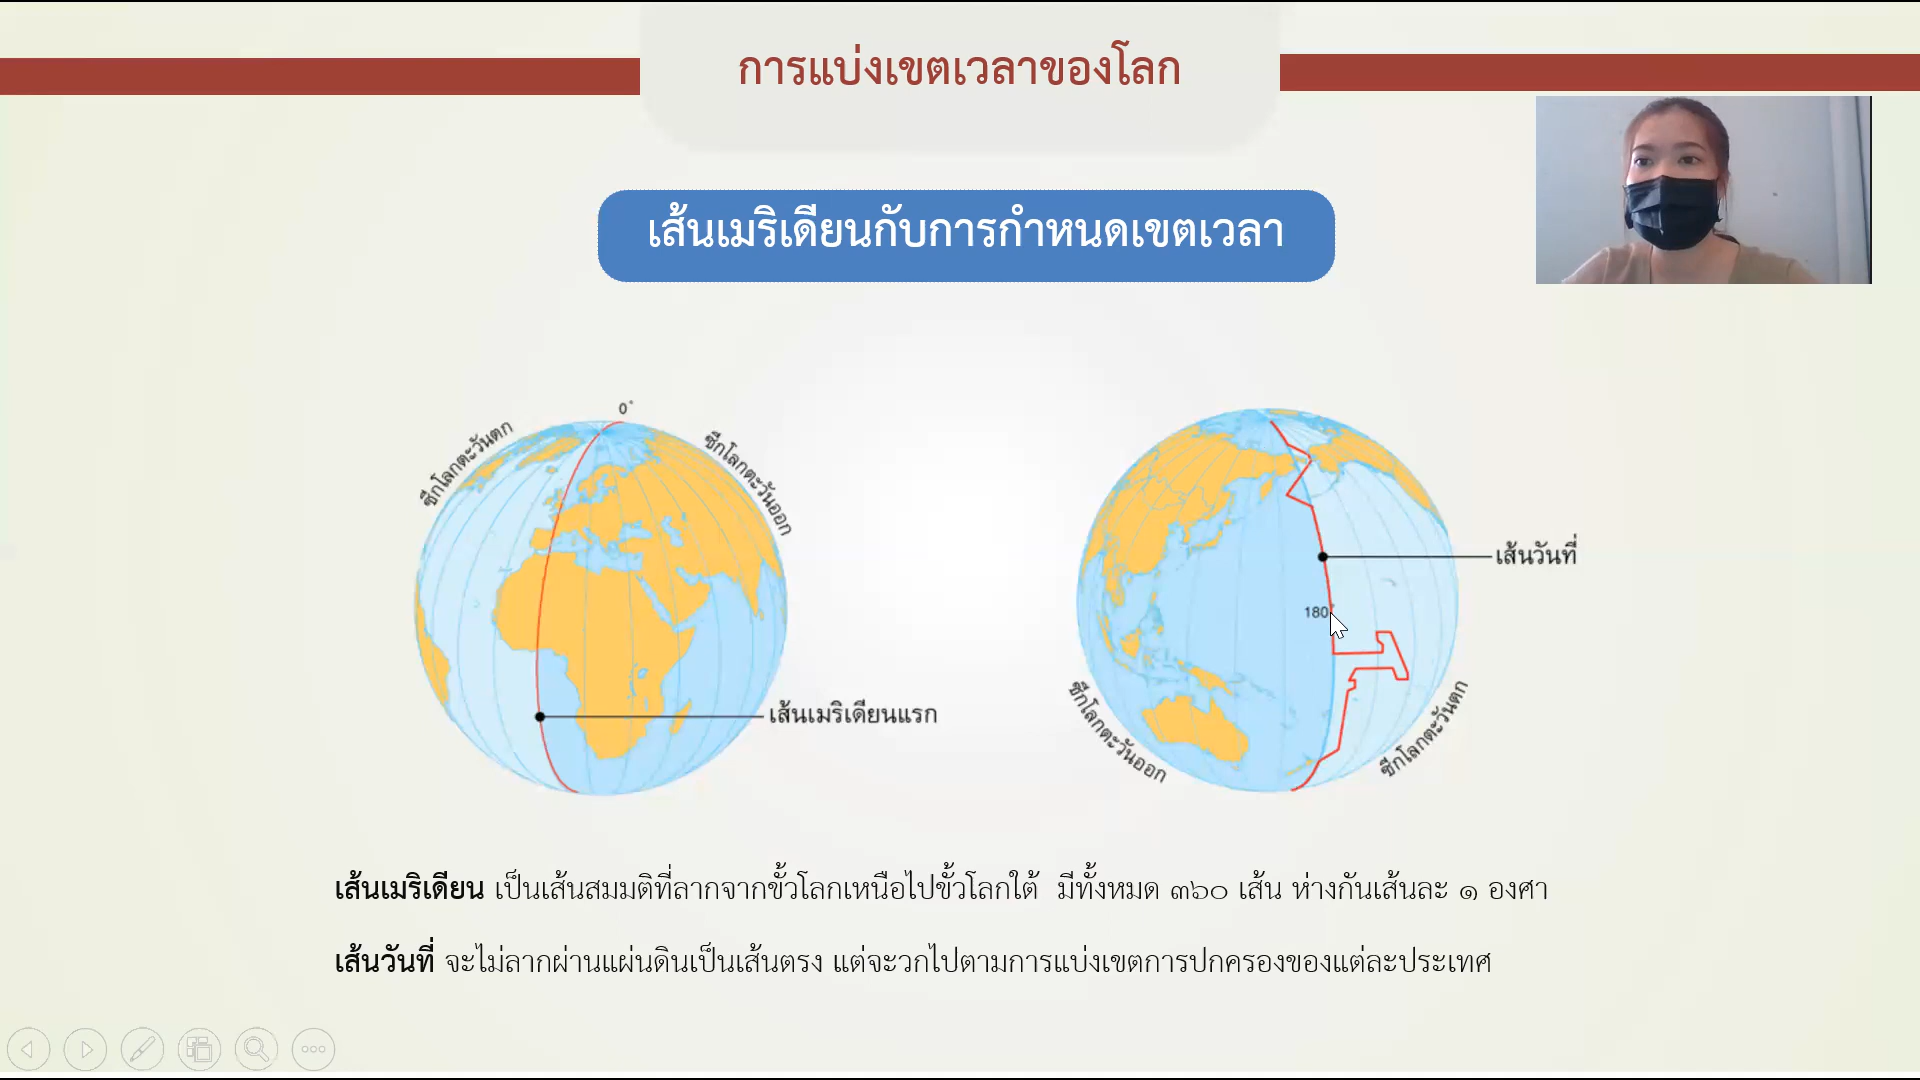 การแบ่งเขตเวลาของโลก
เส้นเมริเดียนกับการกำหนดเขตเวลา
0°
ซีกโลกตะวันตก
ซีกโลกตะวันออก
เส้นเมริเดียนแรก
เส้นวันที่
180°
ซีกโลกตะวันออก
ซีกโลกตะวันตก
เส้นเมริเดียน เป็นเส้นสมมติที่ลากจากขั้วโลกเหนือไปขั้วโลกใต้ มีทั้งหมด ๓๖๐ เส้น ห่างกันเส้นละ ๑ องศา
เส้นวันที่ จะไม่ลากผ่านแผ่นดินเป็นเส้นตรง แต่จะวกไปตามการแบ่งเขตการปกครองของแต่ละประเทศ